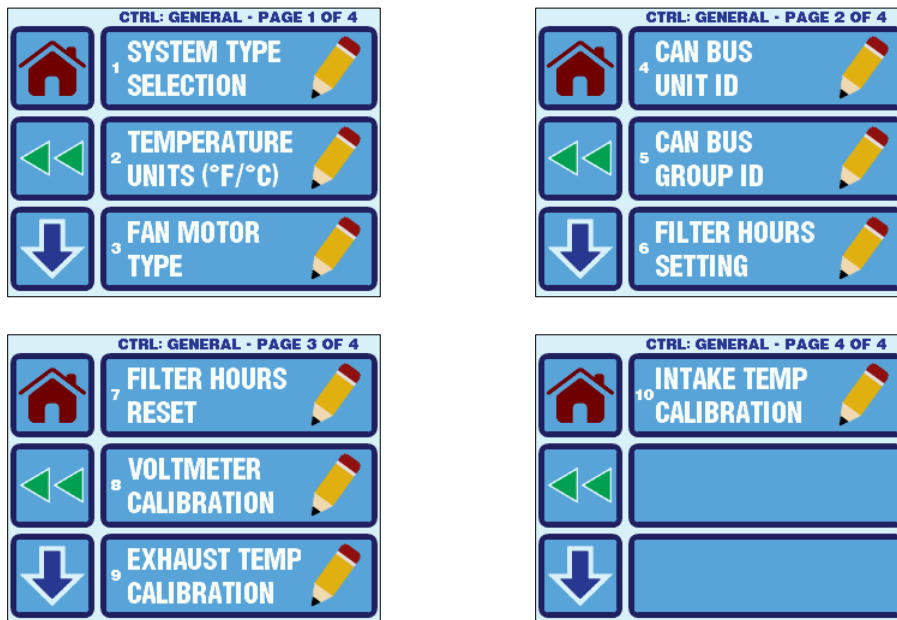 CTRL: GENERAL - PAGE 1 OF 4
1 SYSTEM TYPE
SELECTION
2 TEMPERATURE
UNITS (°F/°C)
3 FAN MOTOR
TYPE
CTRL: GENERAL - PAGE 2 OF 4
4 CAN BUS
UNIT ID
5 CAN BUS
GROUP ID
6 FILTER HOURS
SETTING
CTRL: GENERAL - PAGE 3 OF 4
7 FILTER HOURS
RESET
8 VOLTMETER
CALIBRATION
9 EXHAUST TEMP
CALIBRATION
CTRL: GENERAL - PAGE 4 OF 4
10 INTAKE TEMP
CALIBRATION